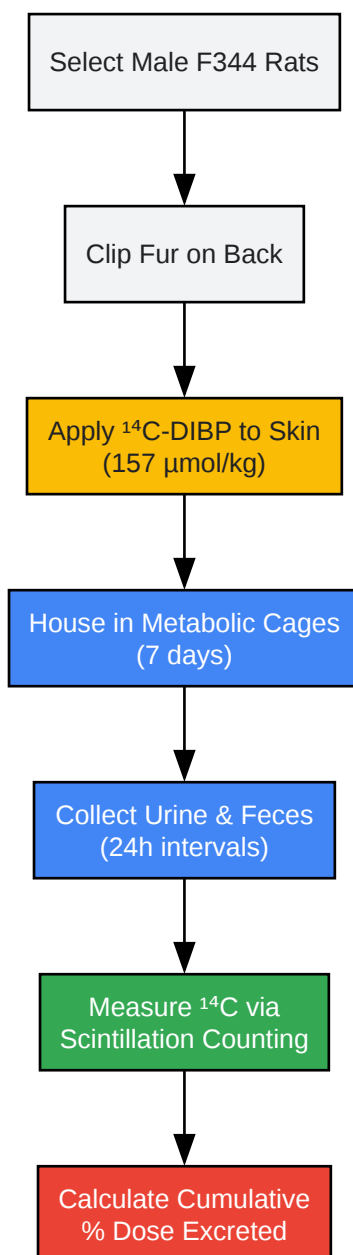 Select Male F344 Rats
Clip Fur on Back
Apply ¹⁴C-DIBP to Skin
(157 µmol/kg)
House in Metabolic Cages
(7 days)
Collect Urine & Feces
(24h intervals)
Measure ¹⁴C via
Scintillation Counting
Calculate Cumulative
% Dose Excreted